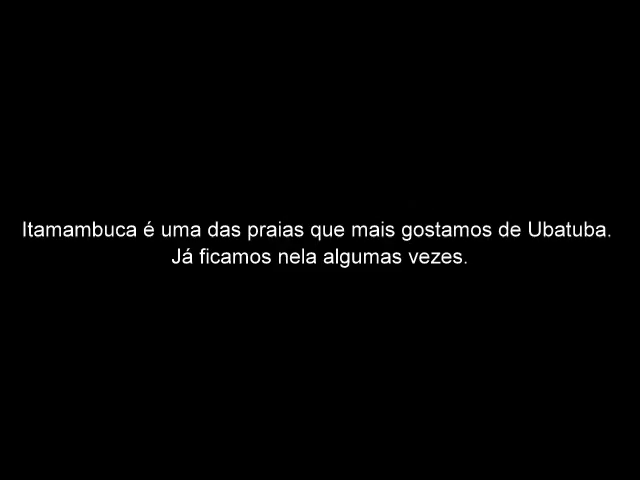 Itamambuca é uma das praias que mais gostamos de Ubatuba.
Já ficamos nela algumas vezes.